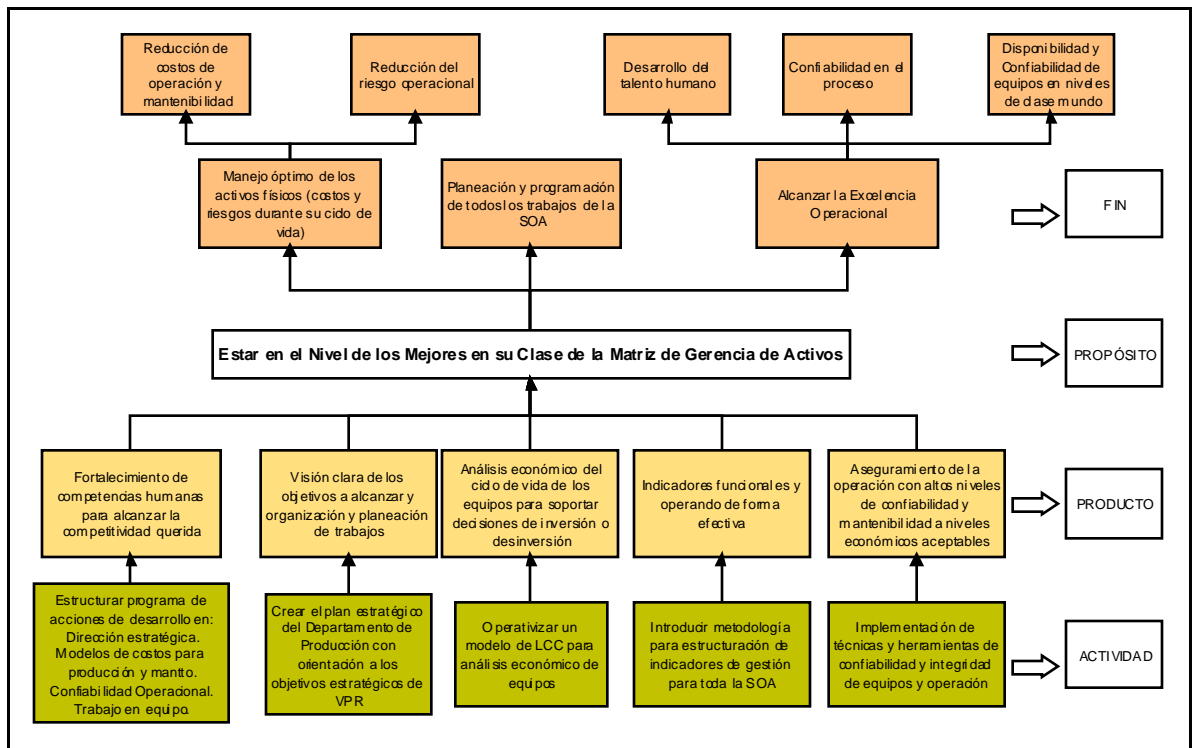 Reducción de
costos de
operación y
mantenibilidad
Reducción del
riesgo operacional
Desarrollo del
talento humano
Confiabilidad en el
proceso
Disponibilidad y
Confiabilidad de
equipos en niveles
de clase mundo
Manejo óptimo de los
activos físicos (costos y
riesgos durante su ciclo de
vida)
Planeación y programación
de todos los trabajos de la
SOA
Alcanzar la Excelencia
Operacional
FIN
Estar en el Nivel de los Mejores en su Clase de la Matriz de Gerencia de Activos
PROPÓSITO
Fortalecimiento de
competencias humanas
para alcanzar la
competitividad querida
Visión clara de los
objetivos a alcanzar y
organización y planeación
de trabajos
Análisis económico del
ciclo de vida de los
equipos para soportar
decisiones de inversión o
desinversión
Indicadores funcionales y
operando de forma
efectiva
Aseguramiento de la
operación con altos niveles
de confiabilidad y
mantenibilidad a niveles
económicos aceptables
PRODUCTO
Estructurar programa de
acciones de desarrollo en:
Dirección estratégica.
Modelos de costos para
producción y mantto.
Confiabilidad Operacional.
Trabajo en equipo.
Crear el plan estratégico
del Departamento de
Producción con
orientación a los
objetivos estratégicos de
VPR
Operativizar un
modelo de LCC para
análisis económico de
equipos
Introducir metodología
para estructuración de
indicadores de gestión
para toda la SOA
Implementación de
técnicas y herramientas de
confiabilidad y integridad
de equipos y operación
ACTIVIDAD